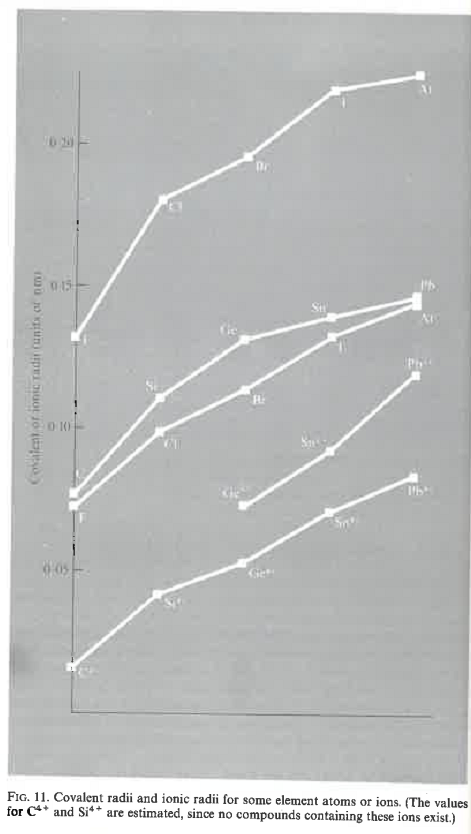 At
I
0·20
Br
Cl
0·15
F
Pb
Sn
Ge
At
I
Si
Br
Pb²⁺
0·10
Cl
Sn²⁺
C
Ge²⁺
Pb⁴⁺
F
Sn⁴⁺
0·05
Ge⁴⁺
Si⁴⁺
C⁴⁺
Covalent or ionic radii (units of nm)
FIG. 11. Covalent radii and ionic radii for some element atoms or ions. (The values
for C⁴⁺ and Si⁴⁺ are estimated, since no compounds containing these ions exist.)